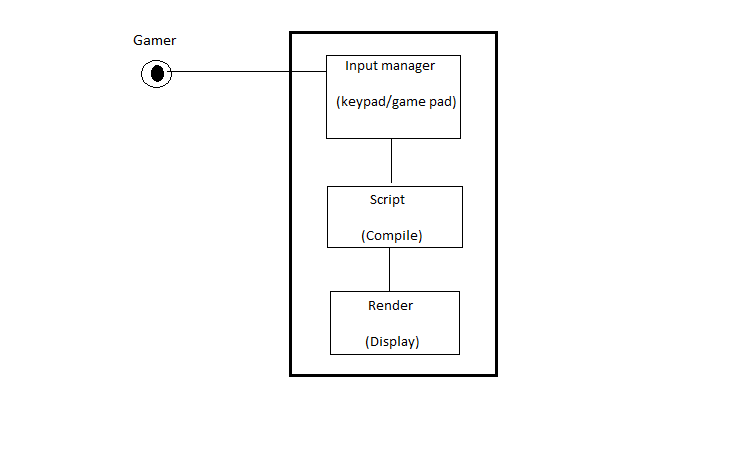 Gamer
Input manager
(keypad/game pad)
Script
(Compile)
Render
(Display)